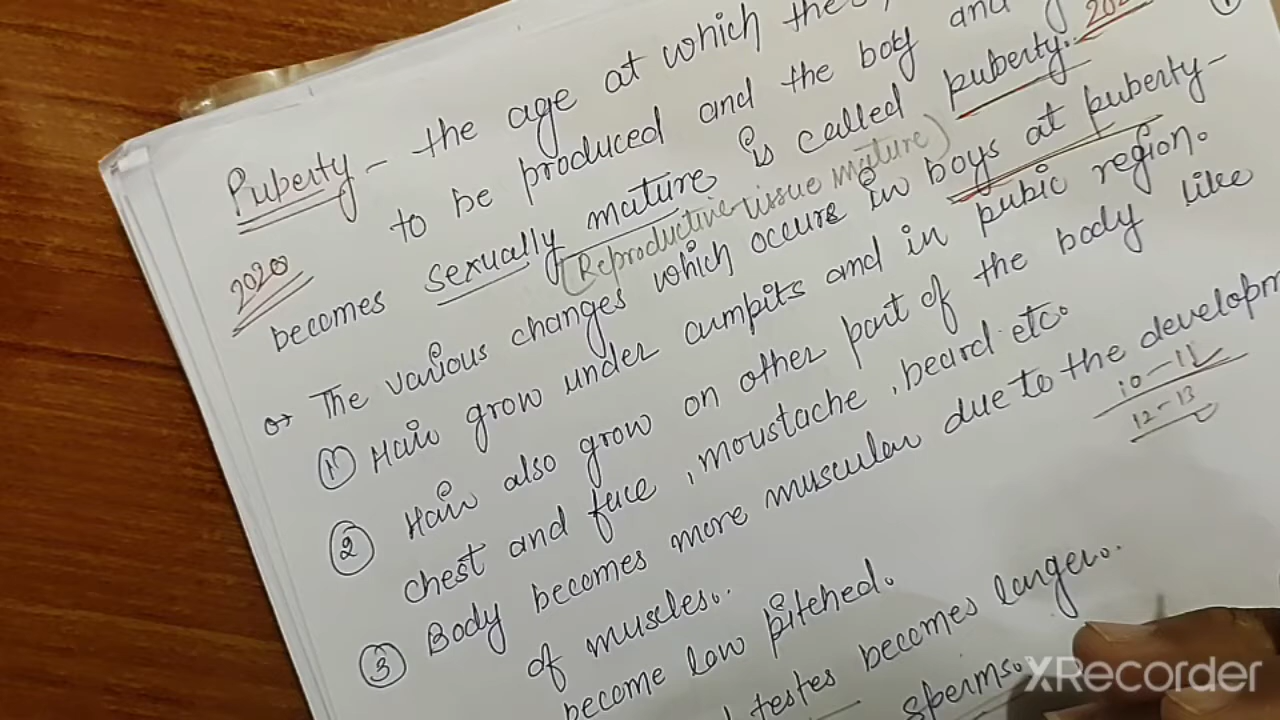 Puberty - the age at which the
to be produced and the boy and
becomes sexually mature is called puberty.
2020
(Reproductive tissue mature)
The various changes which occurs in boys at puberty-
① Hair grow under armpits and in pubic region.
② Hair also grow on other part of the body like
chest and face, moustache, beard etc.
10-11
12-13
③ Body becomes more muscular due to the developm
of muscles.
become low pitched.
testes becomes larger.
sperms.
XRecorder